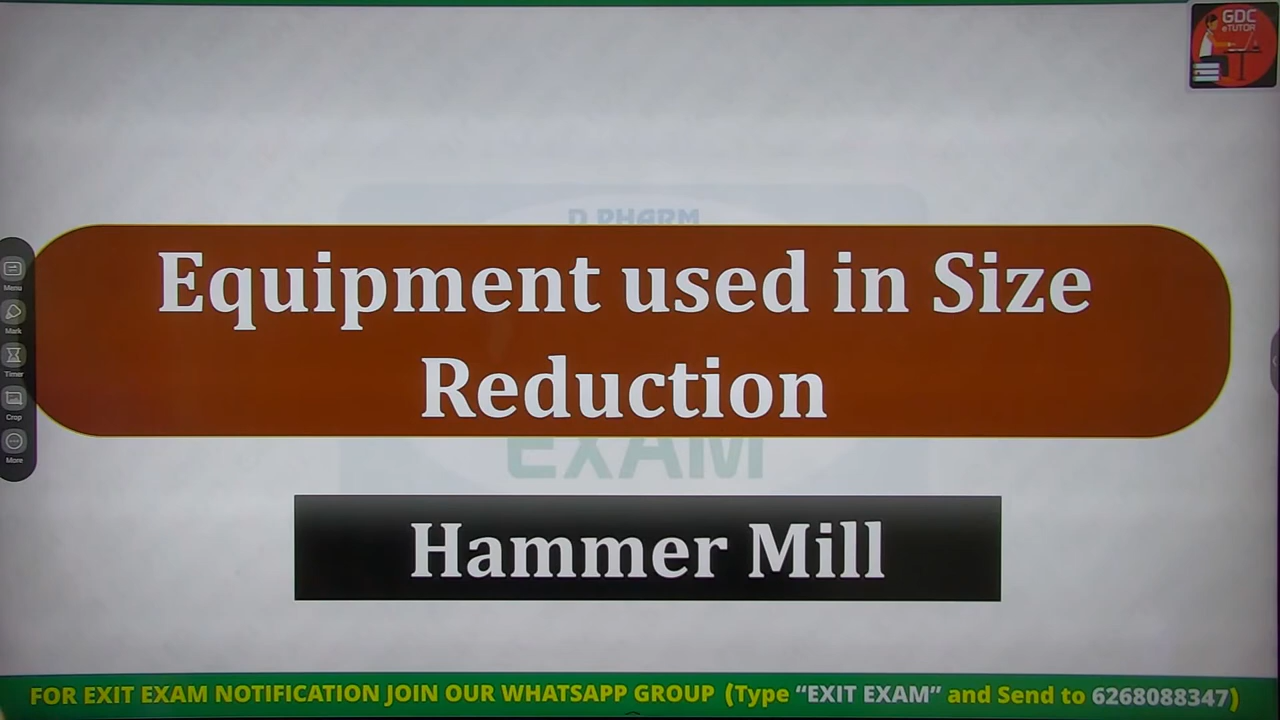 GDC
eTUTOR
D PHARM
Equipment used in Size
Reduction
EXAM
Hammer Mill
Menu
Mark
Timer
Crop
More
FOR EXIT EXAM NOTIFICATION JOIN OUR WHATSAPP GROUP (Type “EXIT EXAM” and Send to 6268088347)